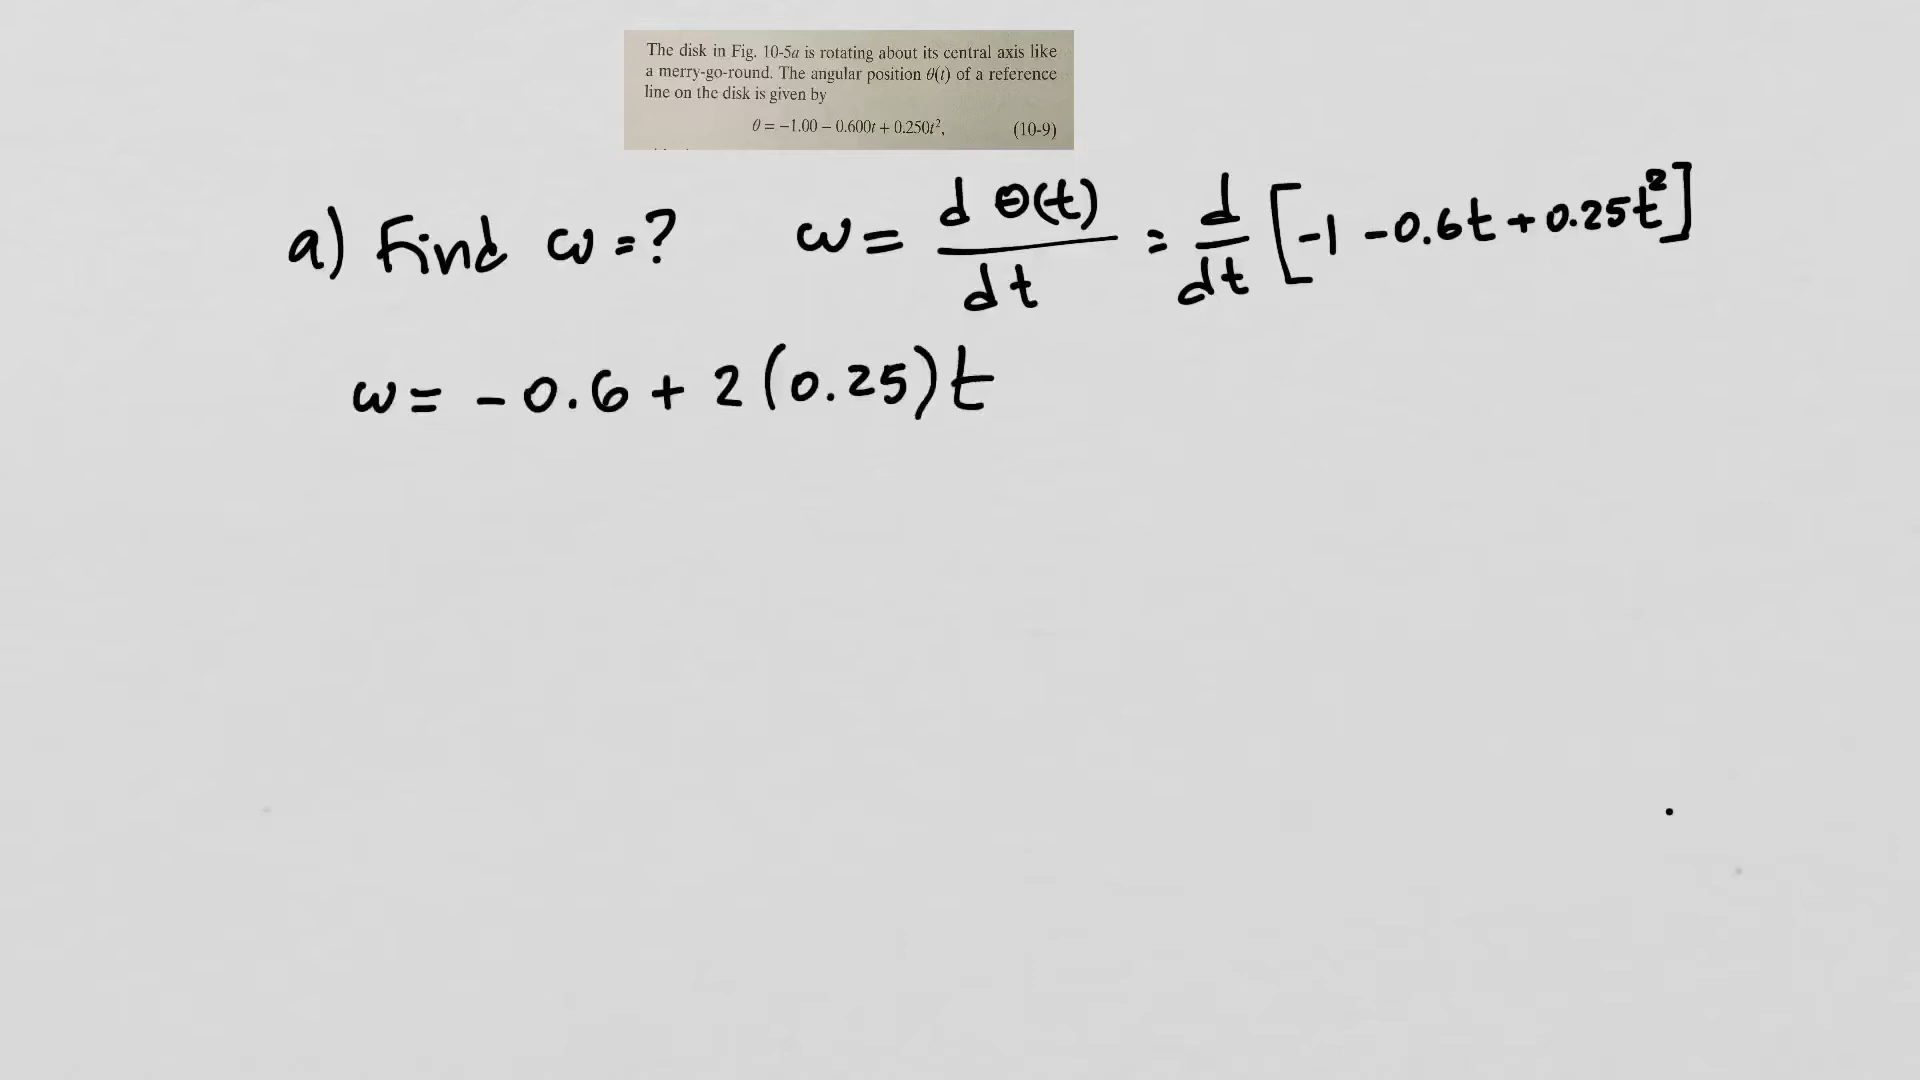 The disk in Fig. 10-5a is rotating about its central axis like
a merry-go-round. The angular position θ(t) of a reference
line on the disk is given by
θ = −1.00 − 0.600t + 0.250t², (10-9)
a) Find ω = ? ω = d θ(t) / dt = d/dt [-1 - 0.6t + 0.25t²]
ω = - 0.6 + 2(0.25)t